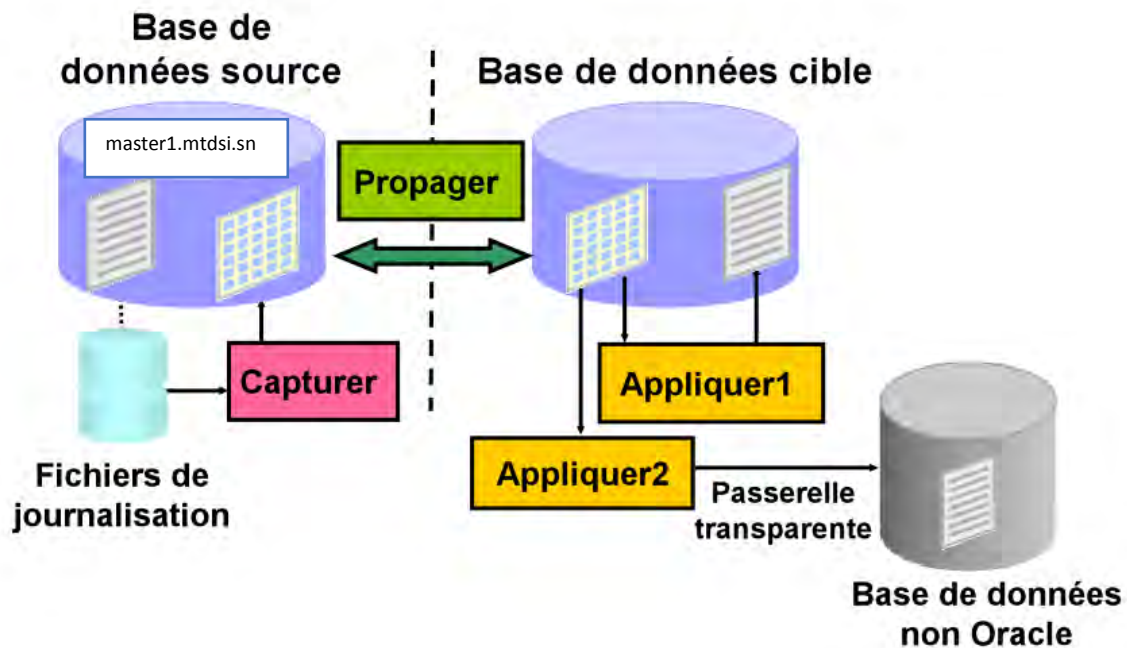 Base de
données source
Base de données cible
master1.mtdsi.sn
Propager
Capturer
Appliquer1
Appliquer2
Passerelle
transparente
Fichiers de
journalisation
Base de données
non Oracle